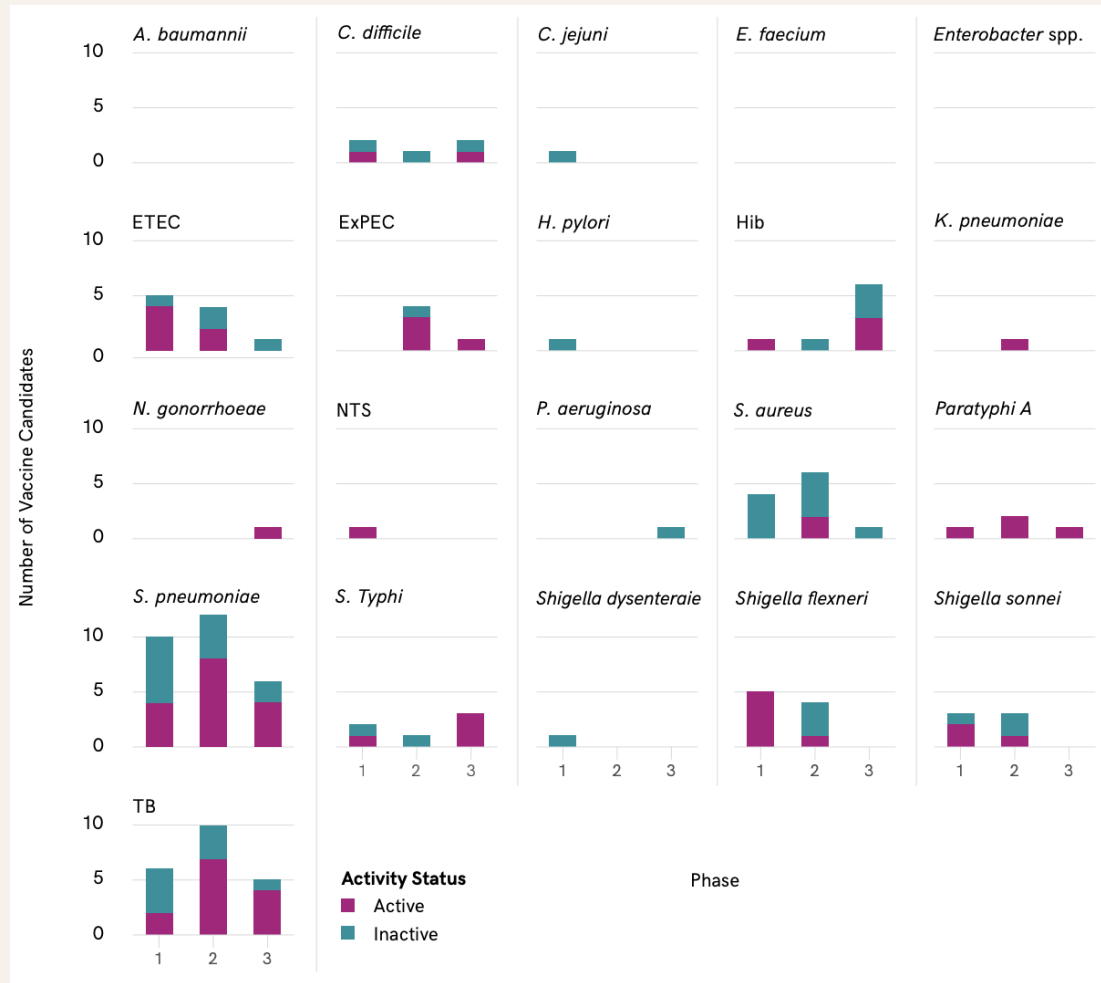 A. baumannii
C. difficile
C. jejuni
E. faecium
Enterobacter spp.
10
5
0
ETEC
ExPEC
H. pylori
Hib
K. pneumoniae
10
5
0
Number of Vaccine Candidates
N. gonorrhoeae
NTS
P. aeruginosa
S. aureus
Paratyphi A
10
5
0
S. pneumoniae
S. Typhi
Shigella dysenteraie
Shigella flexneri
Shigella sonnei
10
5
0
1 2 3
1 2 3
1 2 3
1 2 3
TB
10
5
0
1 2 3
Activity Status
Active
Inactive
Phase